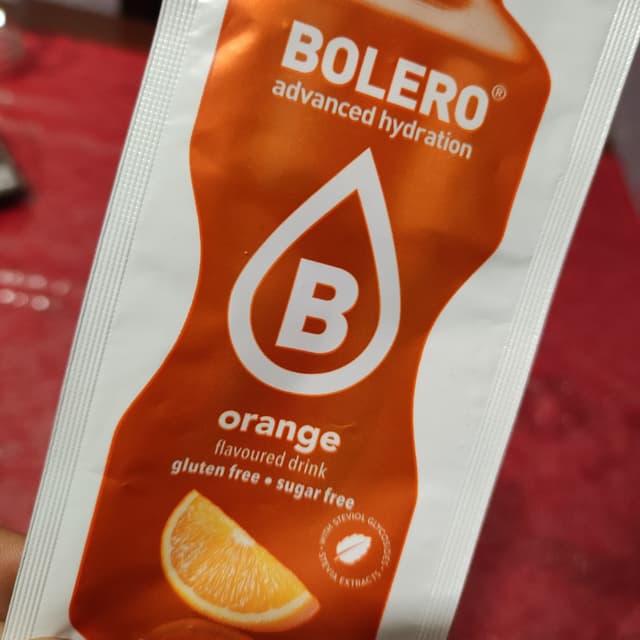 BOLERO®
advanced hydration
B
orange
flavoured drink
gluten free • sugar free
WITH STEVIOL GLYCOSIDES
STEVIA EXTRACTS